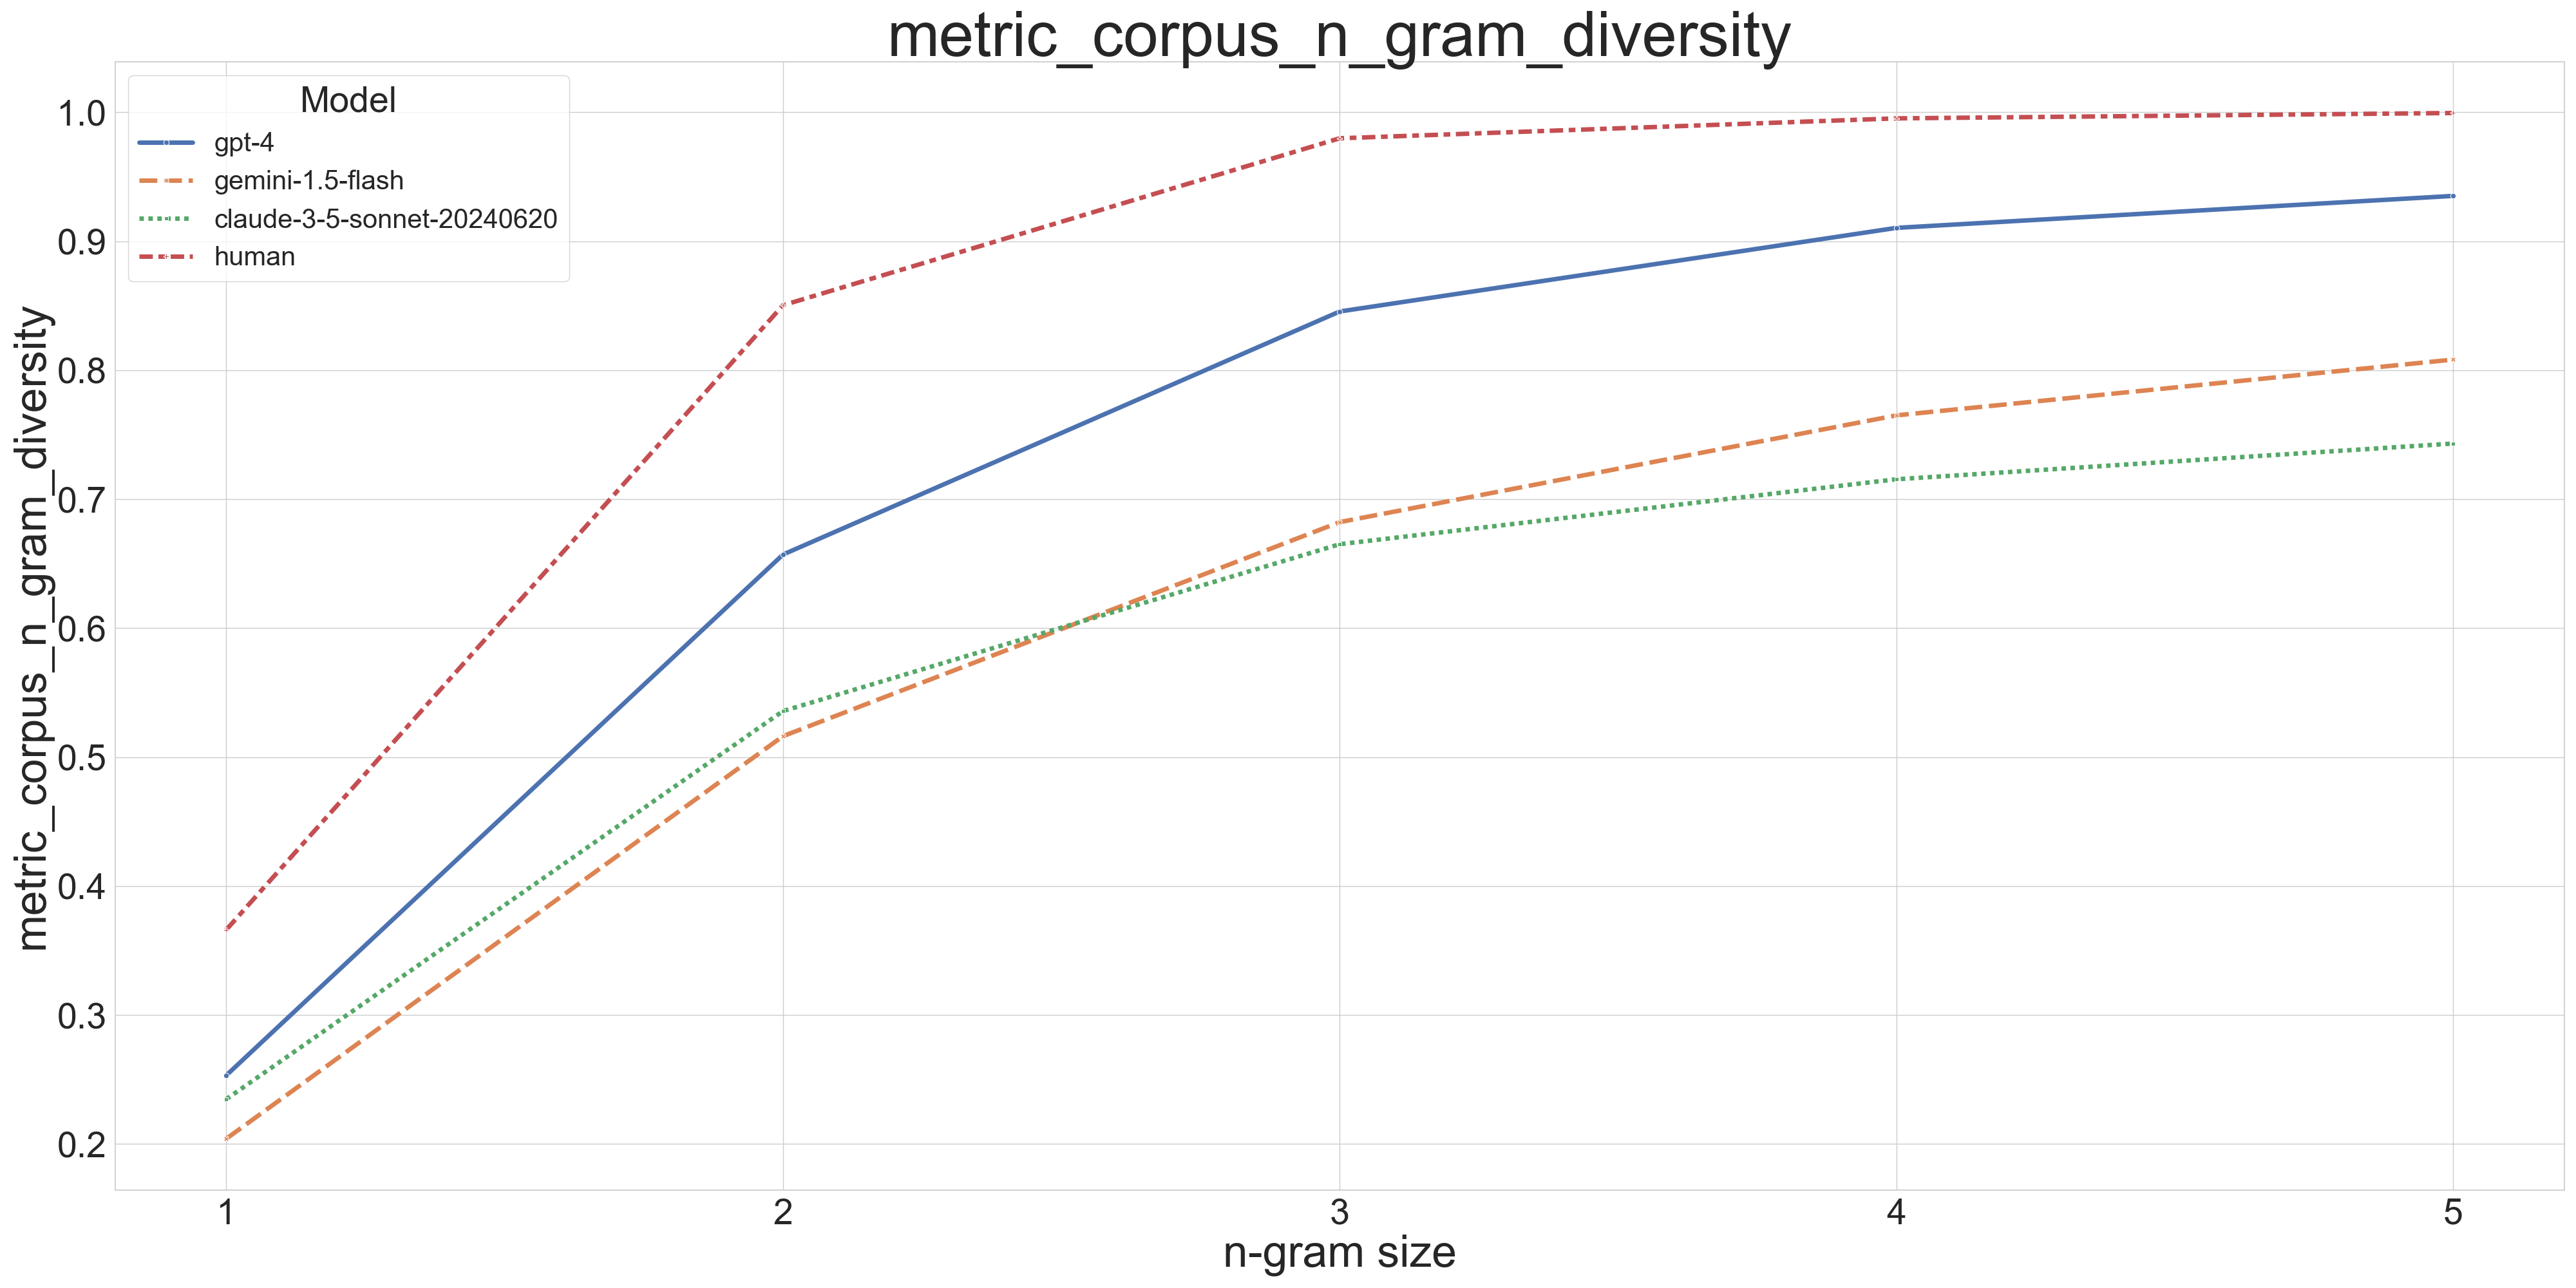 metric_corpus_n_gram_diversity
Model
gpt-4
gemini-1.5-flash
claude-3-5-sonnet-20240620
human
metric_corpus_n_gram_diversity
1.0
0.9
0.8
0.7
0.6
0.5
0.4
0.3
0.2
1 2 3 4 5
n-gram size